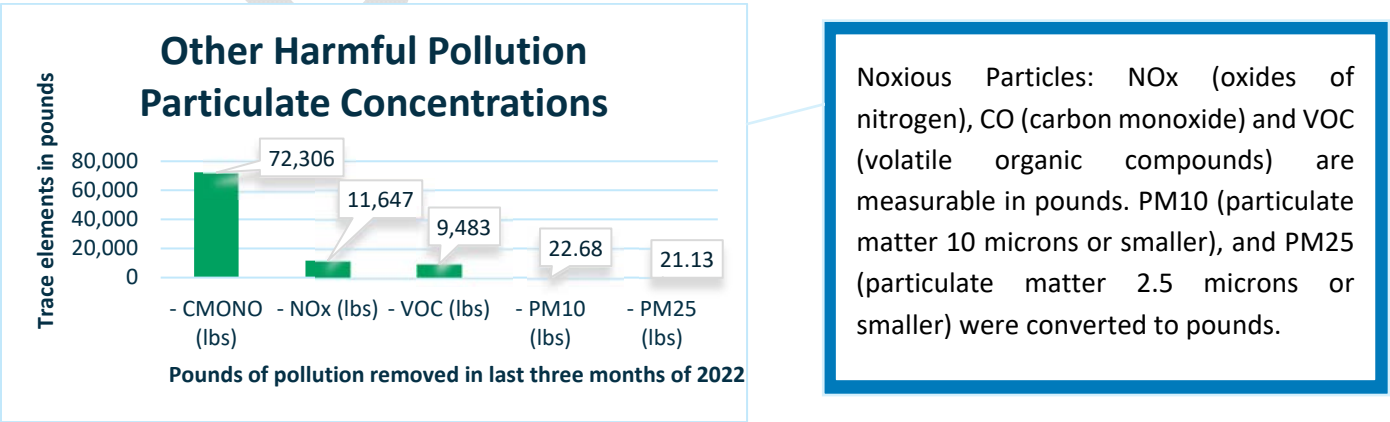 Other Harmful Pollution
Particulate Concentrations
Trace elements in pounds
80,000
60,000
40,000
20,000
0
72,306
11,647
9,483
22.68
21.13
- CMONO
(lbs)
- NOx (lbs)
- VOC (lbs)
- PM10
(lbs)
- PM25
(lbs)
Pounds of pollution removed in last three months of 2022
Noxious Particles: NOx (oxides of
nitrogen), CO (carbon monoxide) and VOC
(volatile organic compounds) are
measurable in pounds. PM10 (particulate
matter 10 microns or smaller), and PM25
(particulate matter 2.5 microns or
smaller) were converted to pounds.